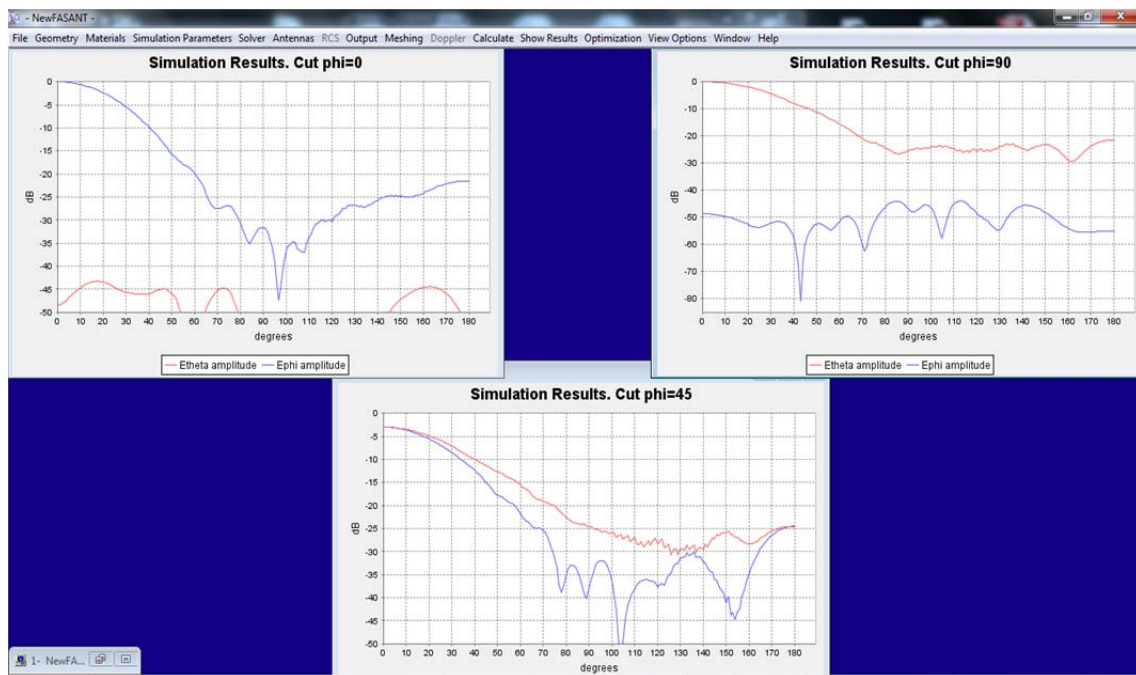 - NewFASANT -
File Geometry Materials Simulation Parameters Solver Antennas RCS Output Meshing Doppler Calculate Show Results Optimization View Options Window Help
Simulation Results. Cut phi=0
0
-5
-10
-15
-20
-25
-30
-35
-40
-45
-50
dB
0 10 20 30 40 50 60 70 80 90 100 110 120 130 140 150 160 170 180
degrees
Etheta amplitude Ephi amplitude
Simulation Results. Cut phi=90
0
-10
-20
-30
-40
-50
-60
-70
-80
dB
0 10 20 30 40 50 60 70 80 90 100 110 120 130 140 150 160 170 180
degrees
Etheta amplitude Ephi amplitude
Simulation Results. Cut phi=45
0
-5
-10
-15
-20
-25
-30
-35
-40
-45
-50
dB
0 10 20 30 40 50 60 70 80 90 100 110 120 130 140 150 160 170 180
degrees
1- NewFA...